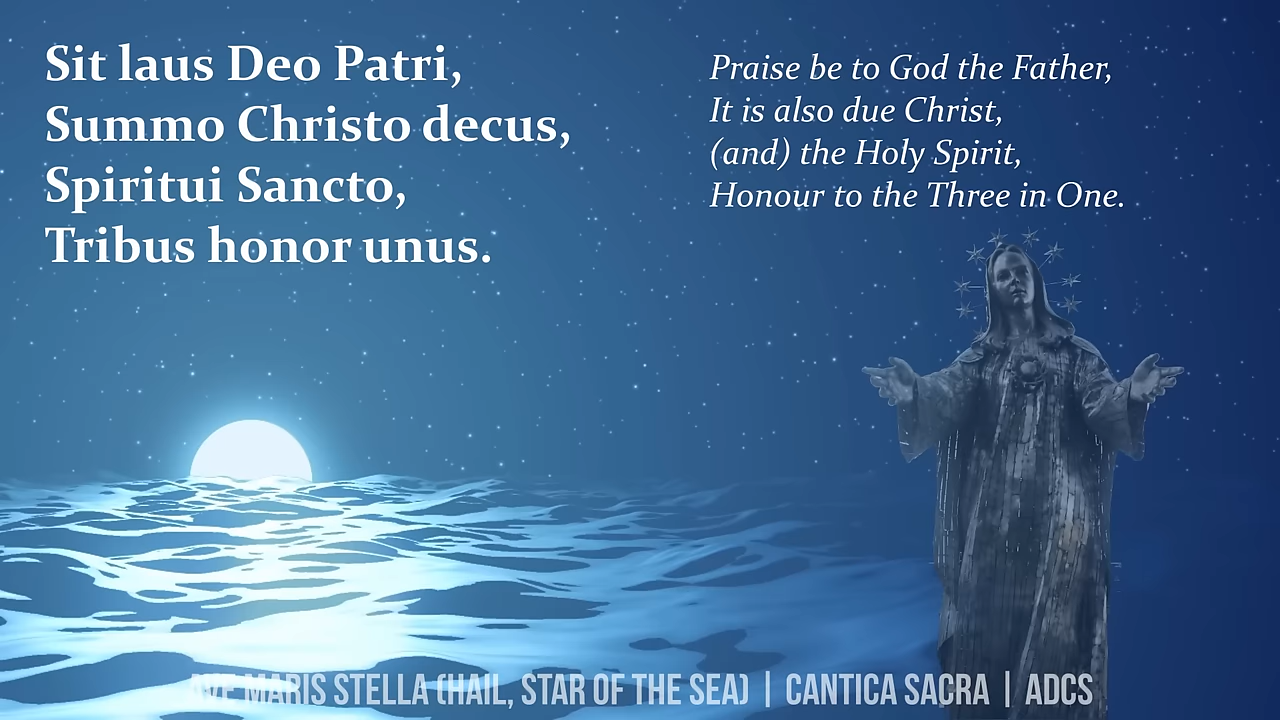 Sit laus Deo Patri,
Summo Christo decus,
Spiritui Sancto,
Tribus honor unus.
Praise be to God the Father,
It is also due Christ,
(and) the Holy Spirit,
Honour to the Three in One.
AVE MARIS STELLA (HAIL, STAR OF THE SEA) | CANTICA SACRA | ADCS